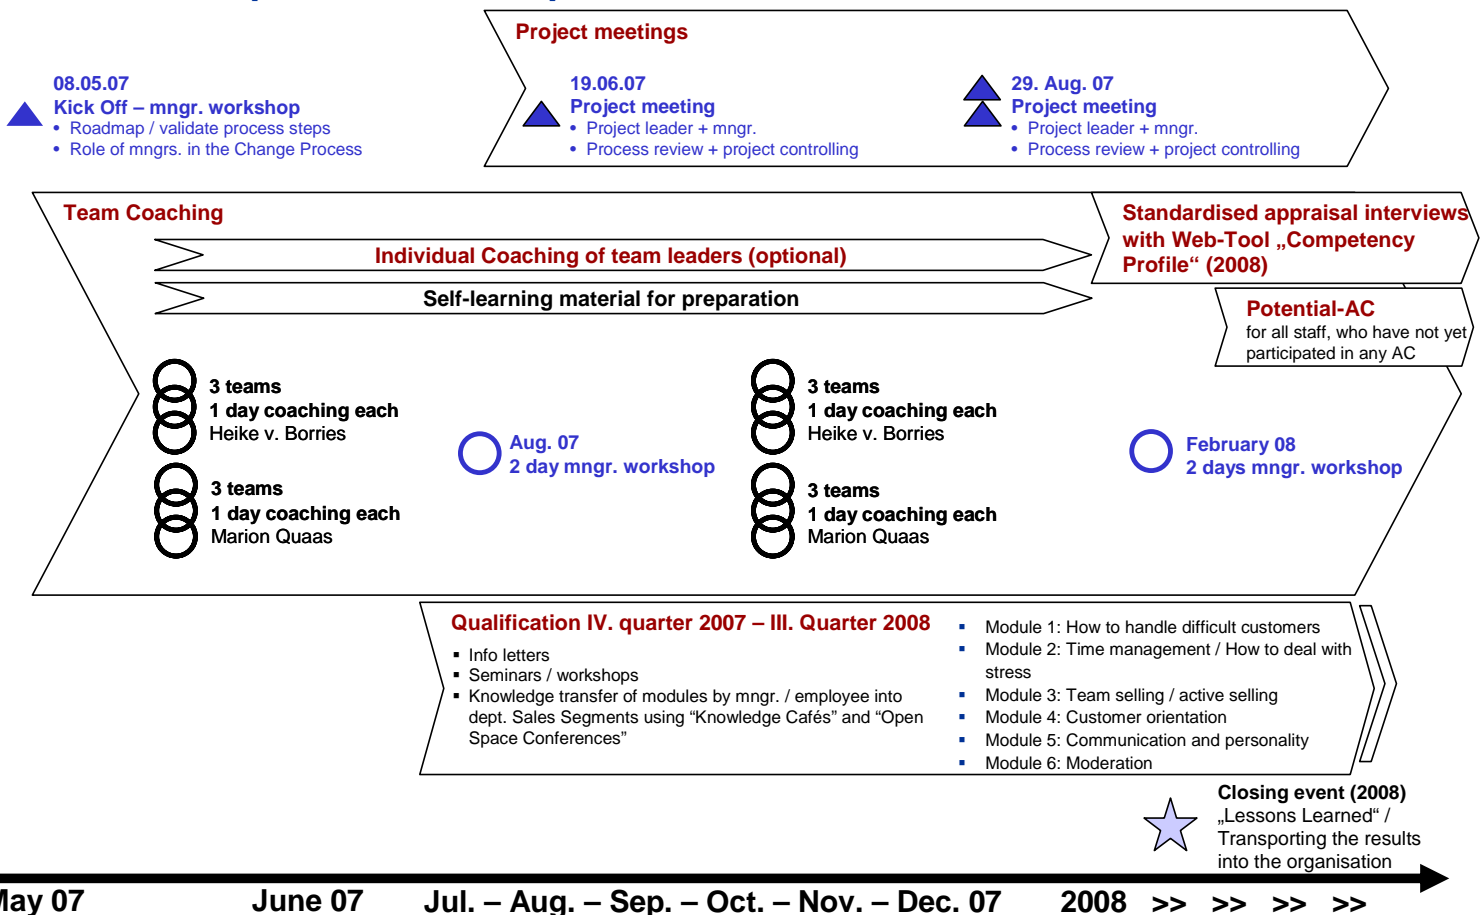 Project meetings
08.05.07
Kick Off – mngr. workshop
• Roadmap / validate process steps
• Role of mngrs. in the Change Process
19.06.07
Project meeting
• Project leader + mngr.
• Process review + project controlling
29. Aug. 07
Project meeting
• Project leader + mngr.
• Process review + project controlling
Team Coaching
Individual Coaching of team leaders (optional)
Self-learning material for preparation
Standardised appraisal interviews
with Web-Tool „Competency
Profile“ (2008)
Potential-AC
for all staff, who have not yet
participated in any AC
3 teams
1 day coaching each
Heike v. Borries
3 teams
1 day coaching each
Marion Quaas
Aug. 07
2 day mngr. workshop
3 teams
1 day coaching each
Heike v. Borries
3 teams
1 day coaching each
Marion Quaas
February 08
2 days mngr. workshop
Qualification IV. quarter 2007 – III. Quarter 2008
▪ Info letters
▪ Seminars / workshops
▪ Knowledge transfer of modules by mngr. / employee into
dept. Sales Segments using “Knowledge Cafés” and “Open
Space Conferences”
▪ Module 1: How to handle difficult customers
▪ Module 2: Time management / How to deal with
stress
▪ Module 3: Team selling / active selling
▪ Module 4: Customer orientation
▪ Module 5: Communication and personality
▪ Module 6: Moderation
Closing event (2008)
„Lessons Learned“ /
Transporting the results
into the organisation
May 07 June 07 Jul. – Aug. – Sep. – Oct. – Nov. – Dec. 07 2008 >> >> >> >>